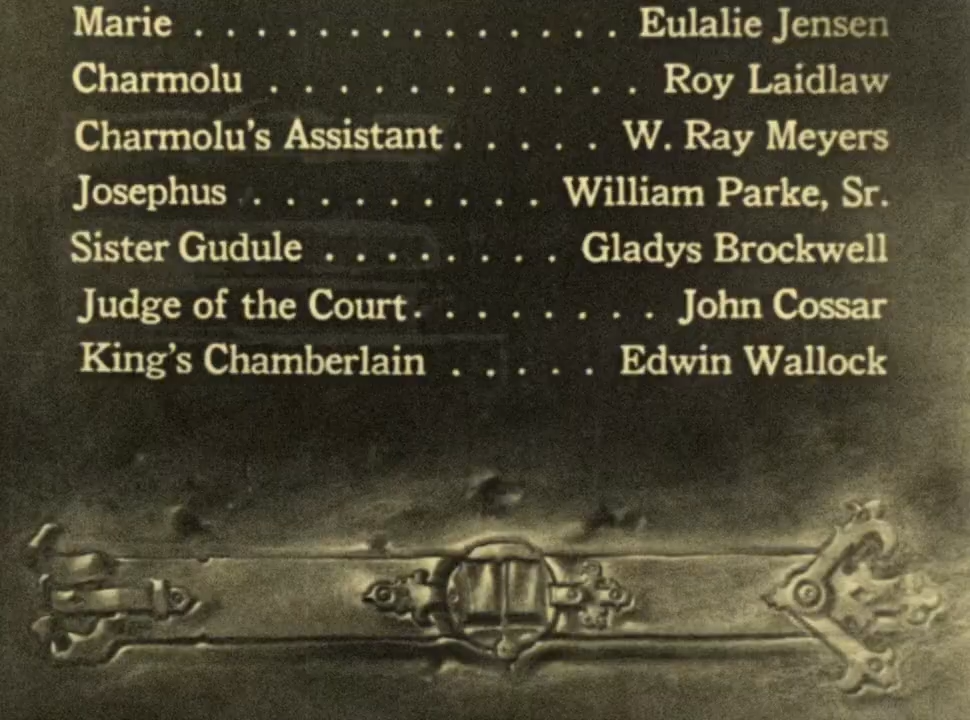 Marie . . . . . . . . . . . . . . . Eulalie Jensen
Charmolu . . . . . . . . . . . . Roy Laidlaw
Charmolu's Assistant . . . . . W. Ray Meyers
Josephus . . . . . . . . . . William Parke, Sr.
Sister Gudule . . . . . . . . Gladys Brockwell
Judge of the Court . . . . . . . . John Cossar
King's Chamberlain . . . . . Edwin Wallock